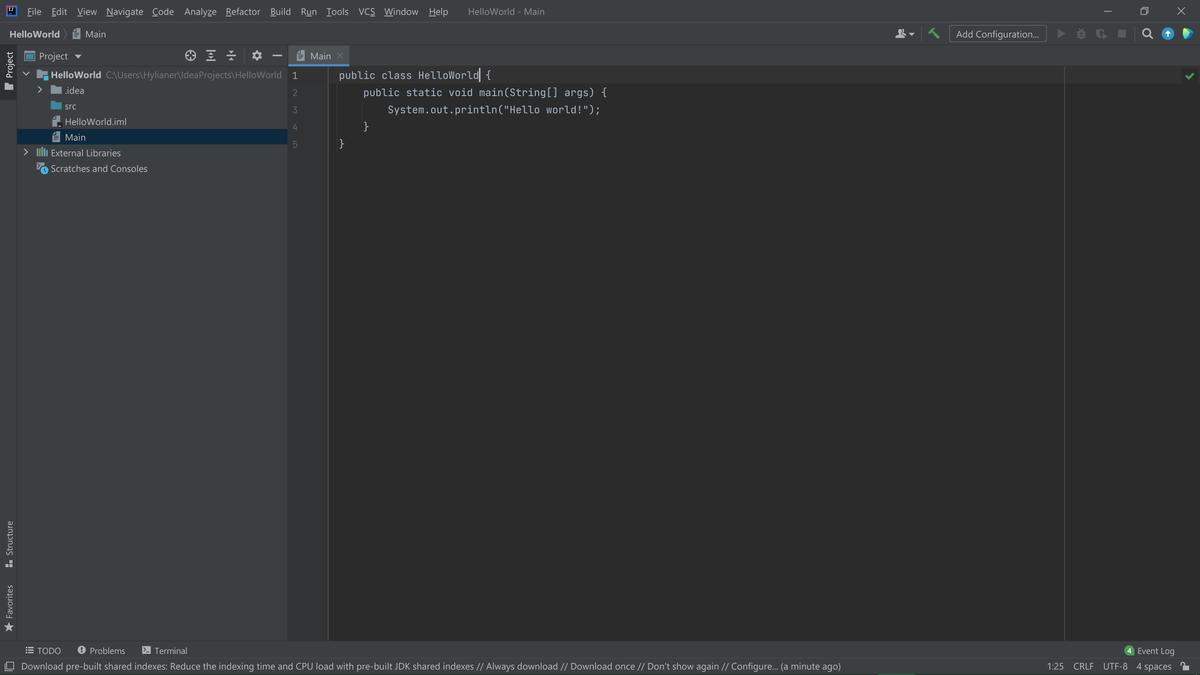 File Edit View Navigate Code Analyze Refactor Build Run Tools VCS Window Help HelloWorld - Main
HelloWorld Main Add Configuration...
Project
Project
Main
HelloWorld C:\Users\Hylianer\IdeaProjects\HelloWorld
.idea
src
HelloWorld.iml
Main
External Libraries
Scratches and Consoles
1 public class HelloWorld {
2 public static void main(String[] args) {
3 System.out.println("Hello world!");
4 }
5 }
Structure
Favorites
TODO Problems Terminal 4 Event Log
Download pre-built shared indexes: Reduce the indexing time and CPU load with pre-built JDK shared indexes // Always download // Download once // Don't show again // Configure... (a minute ago) 1:25 CRLF UTF-8 4 spaces